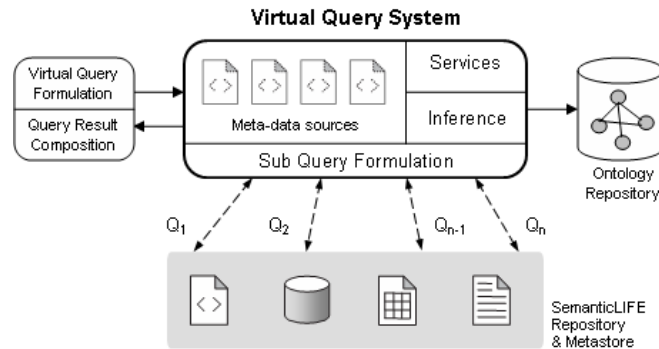 Virtual Query System
Virtual Query
Formulation
Query Result
Composition
Meta-data sources
Services
Inference
Sub Query Formulation
Ontology
Repository
Q1
Q2
Qn-1
Qn
SemanticLIFE
Repository
& Metastore